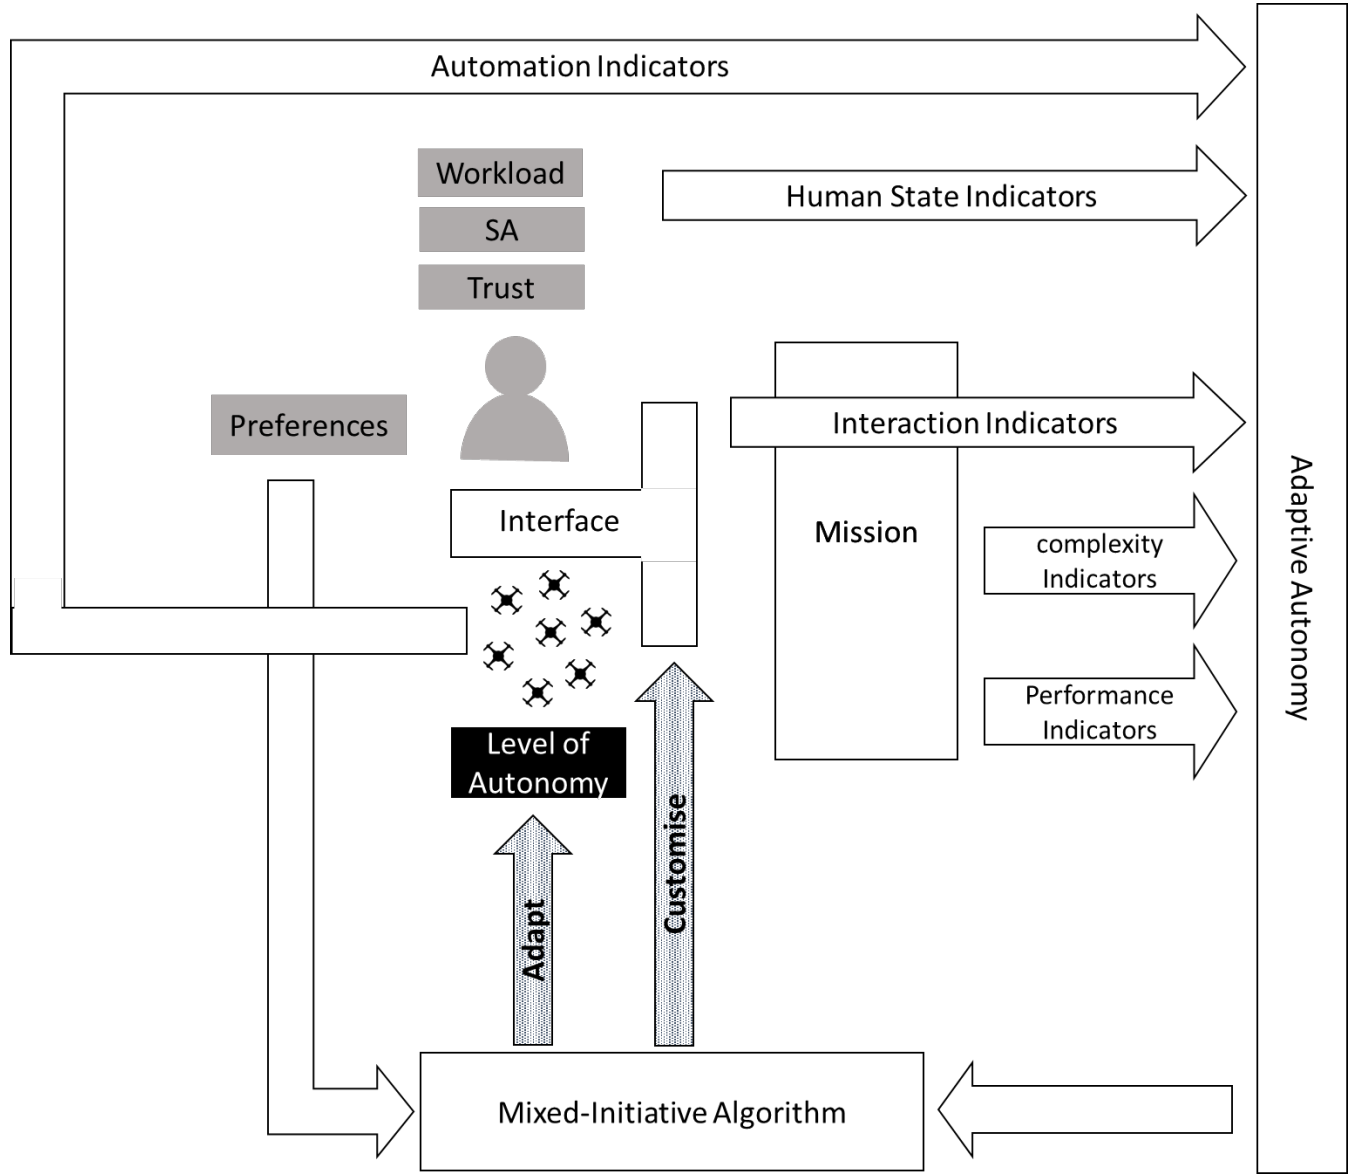 Automation Indicators
Workload
Human State Indicators
SA
Trust
Preferences
Interaction Indicators
Interface
Mission
complexity
Indicators
Performance
Indicators
Adaptive Autonomy
Level of
Autonomy
Adapt
Customise
Mixed-Initiative Algorithm